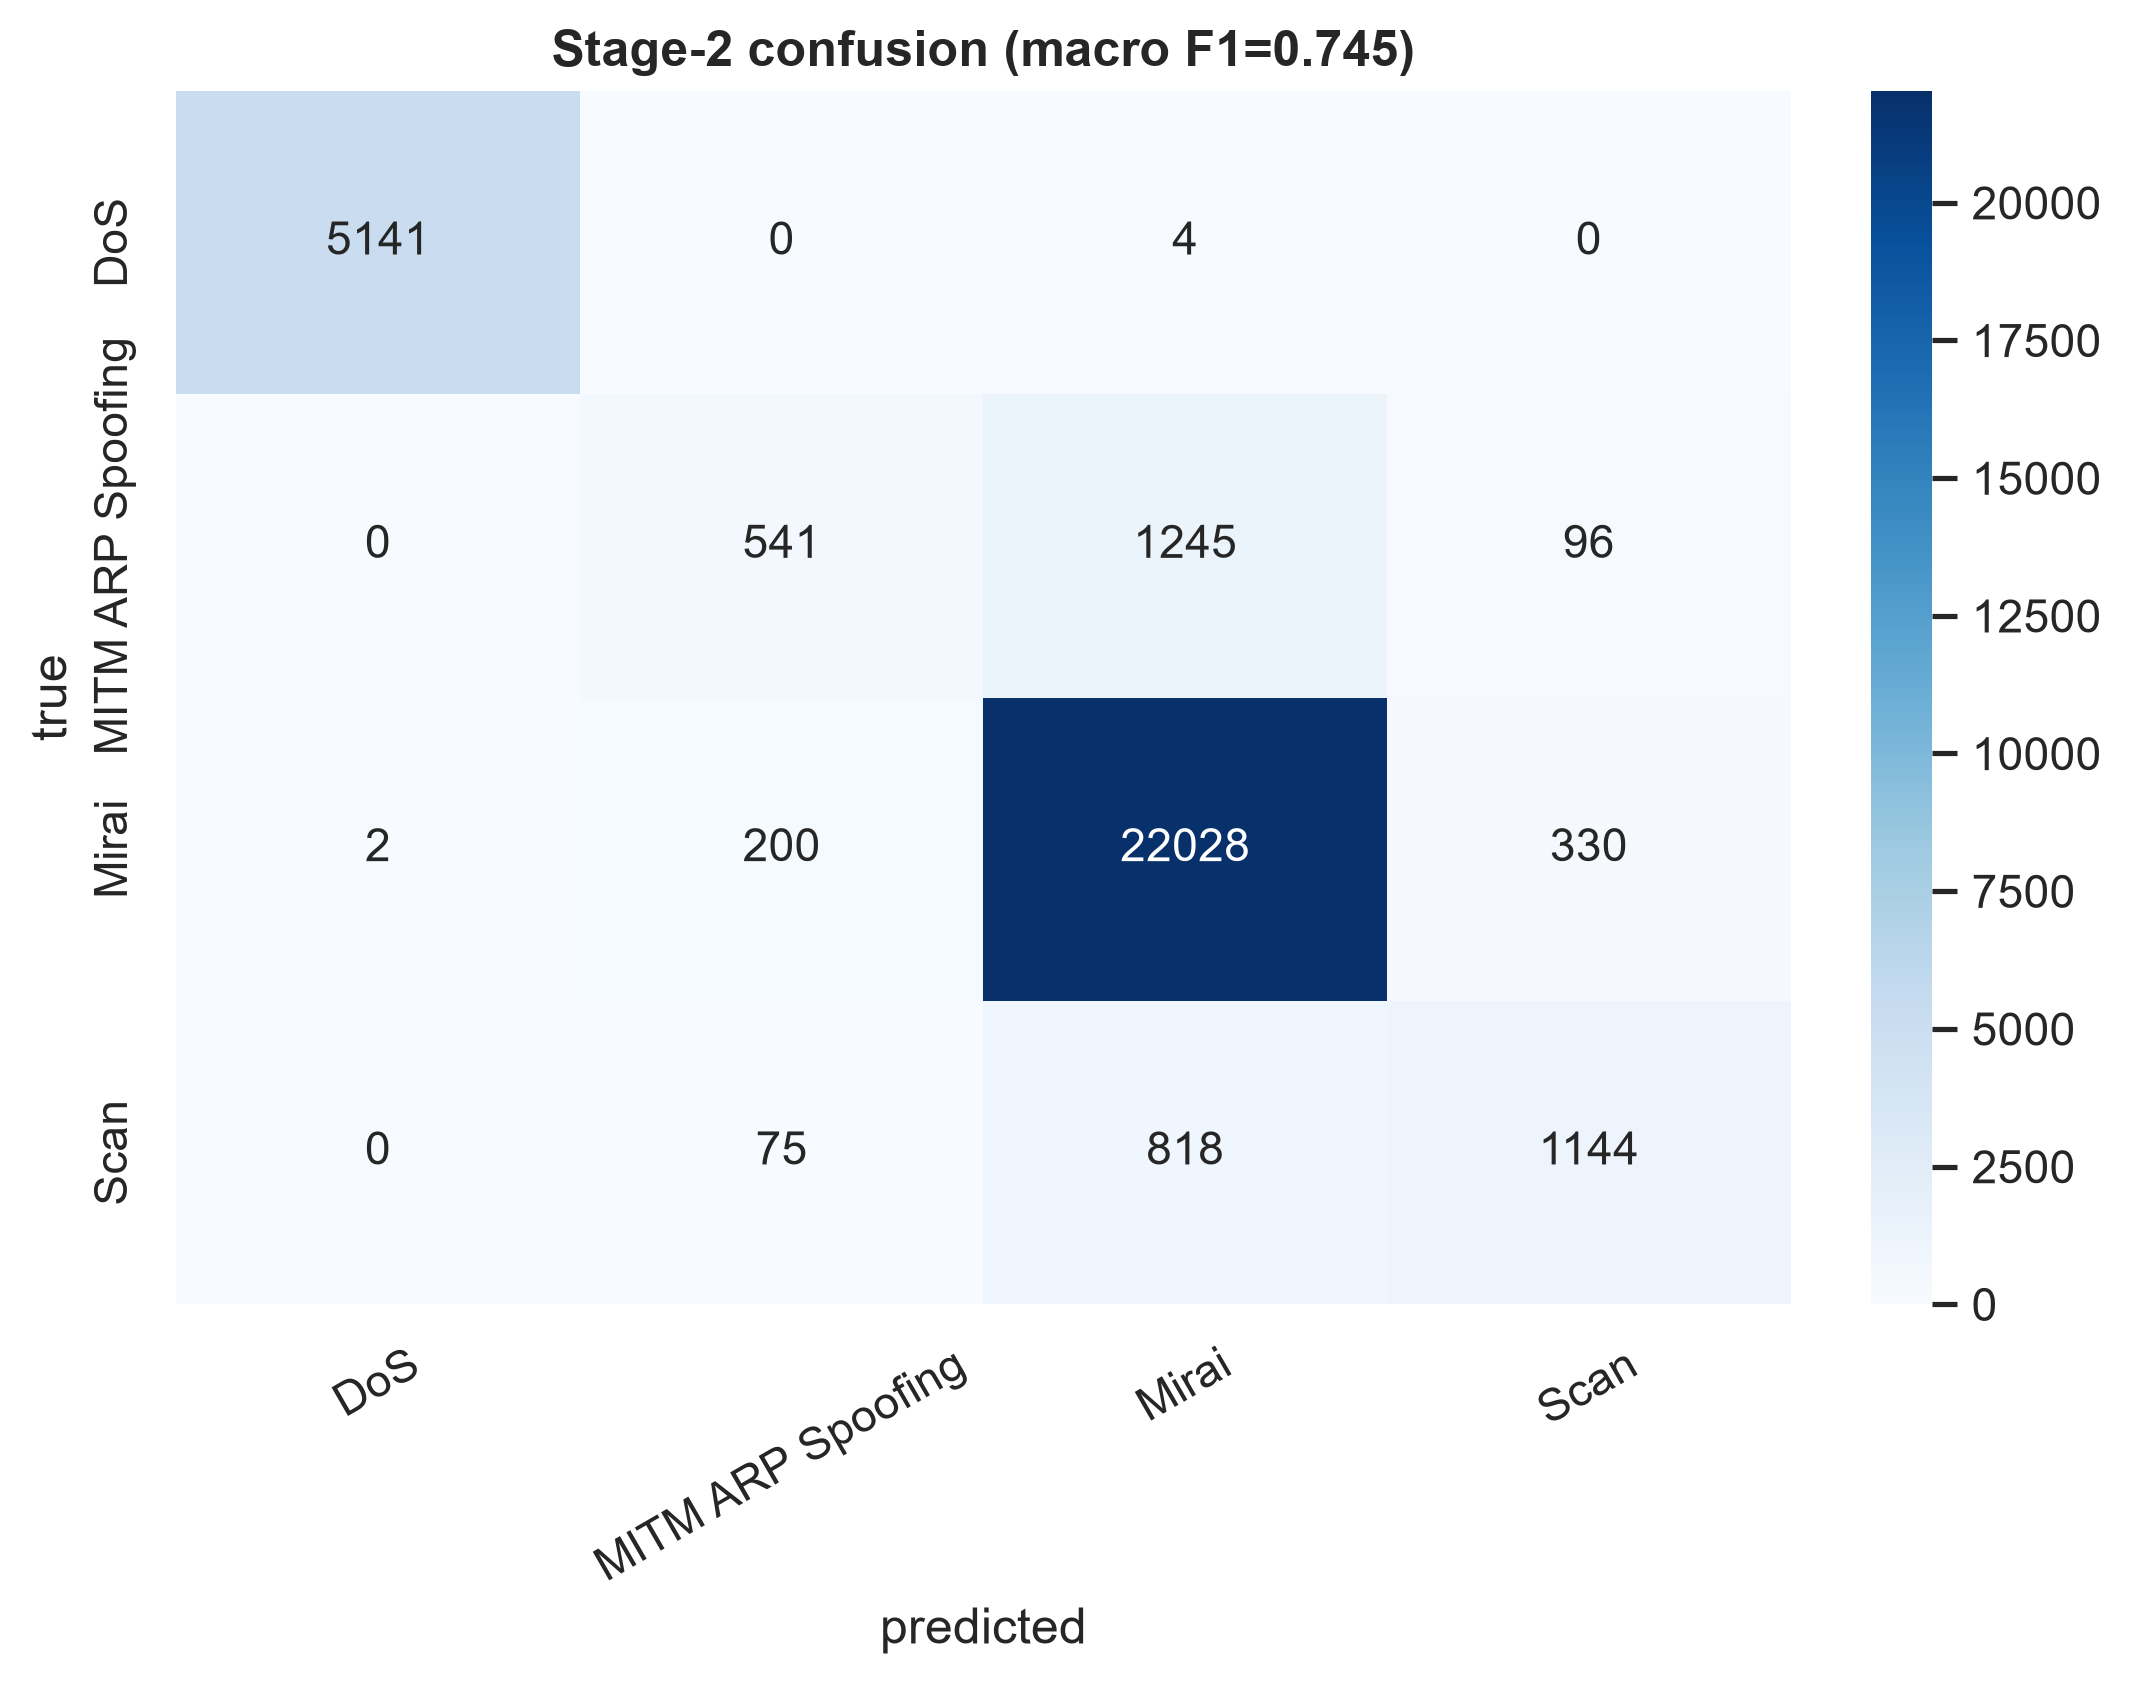 Stage-2 confusion (macro F1=0.745)
true
DoS
5141 0 4 0
MITM ARP Spoofing
0 541 1245 96
Mirai
2 200 22028 330
Scan
0 75 818 1144
DoS
MITM ARP Spoofing
Mirai
Scan
predicted
20000
17500
15000
12500
10000
7500
5000
2500
0